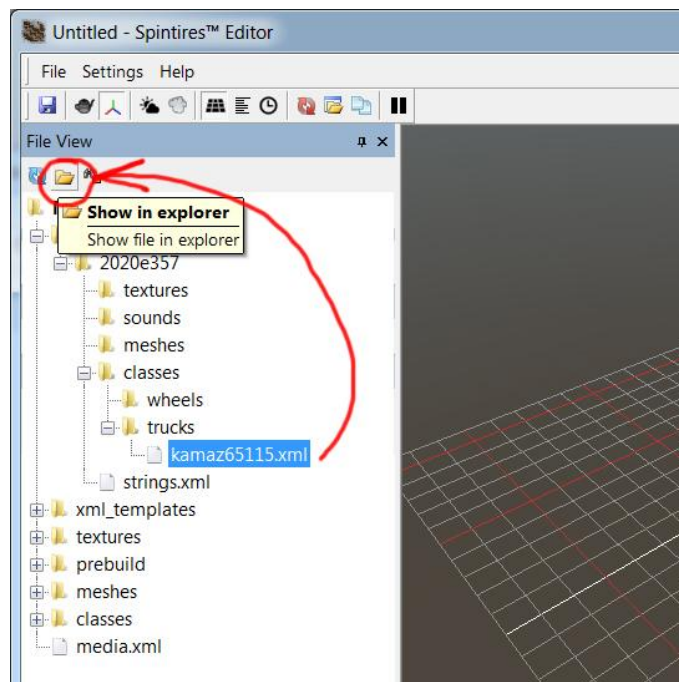 Untitled - Spintires™ Editor
File Settings Help
File View
Show in explorer
Show file in explorer
2020e357
textures
sounds
meshes
classes
wheels
trucks
kamaz65115.xml
strings.xml
xml_templates
textures
prebuild
meshes
classes
media.xml